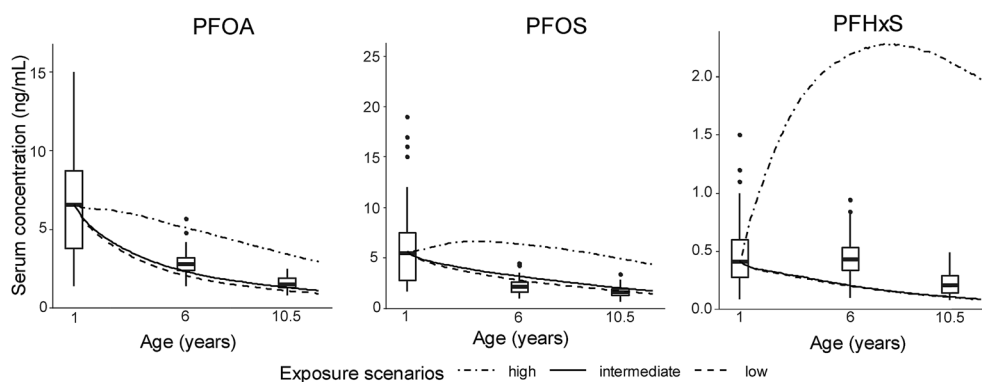 PFOA PFOS PFHxS
Serum concentration (ng/mL)
15
10
5
0
1 6 10.5
Age (years)
25
20
15
10
5
0
1 6 10.5
Age (years)
2.0
1.5
1.0
0.5
0.0
1 6 10.5
Age (years)
Exposure scenarios high intermediate low